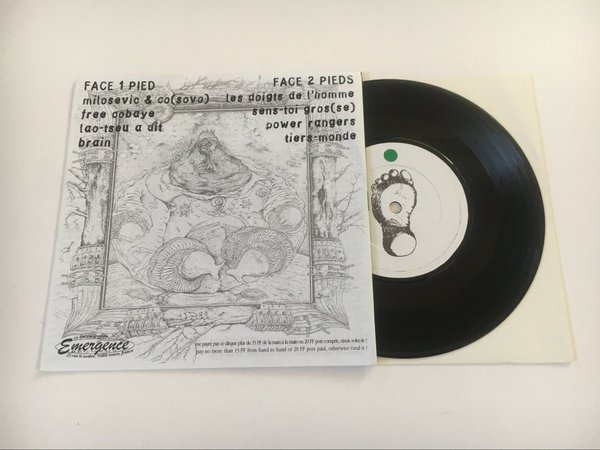 FACE 1 PIED
milosevic & co(sovo)
free cobaye
lao-tseu a dit
brain
FACE 2 PIEDS
les doigts de l'homme
sens-toi gros(se)
power rangers
tiers-monde
Emergence
ne payer pas ce disque plus de 15 FF de la main à la main ou 20 FF port compris, sinon volez-le !
pay no more than 15 FF from hand to hand or 20 FF post paid, otherwise steal it !